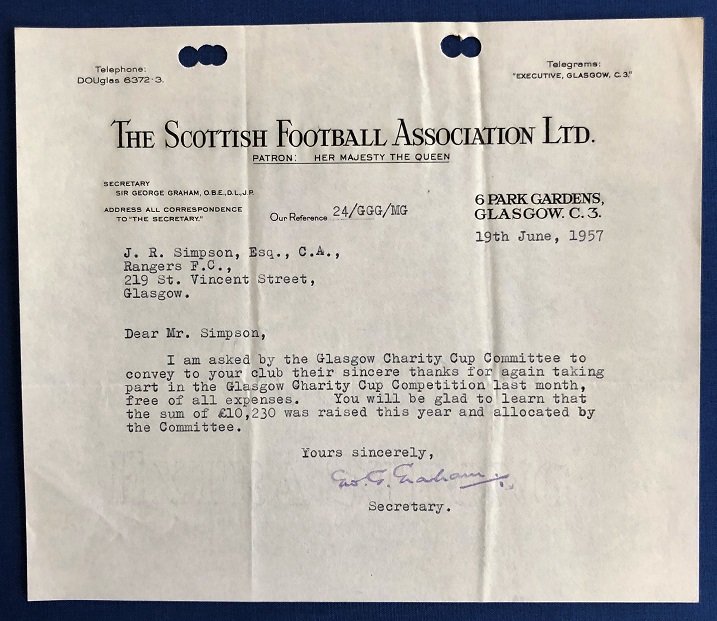 Telephone:
DOUglas 6372-3.
Telegrams:
"EXECUTIVE, GLASGOW, C.3."
THE SCOTTISH FOOTBALL ASSOCIATION LTD.
PATRON: HER MAJESTY THE QUEEN
SECRETARY
SIR GEORGE GRAHAM, O.B.E., D.L., J.P.
ADDRESS ALL CORRESPONDENCE
TO "THE SECRETARY."
Our Reference 24/GGG/MG
6 PARK GARDENS,
GLASGOW. C. 3.
19th June, 1957
J. R. Simpson, Esq., C.A.,
Rangers F.C.,
219 St. Vincent Street,
Glasgow.
Dear Mr. Simpson,
I am asked by the Glasgow Charity Cup Committee to
convey to your club their sincere thanks for again taking
part in the Glasgow Charity Cup Competition last month,
free of all expenses. You will be glad to learn that
the sum of £10,230 was raised this year and allocated by
the Committee.
Yours sincerely,
Geo. G. Graham
Secretary.